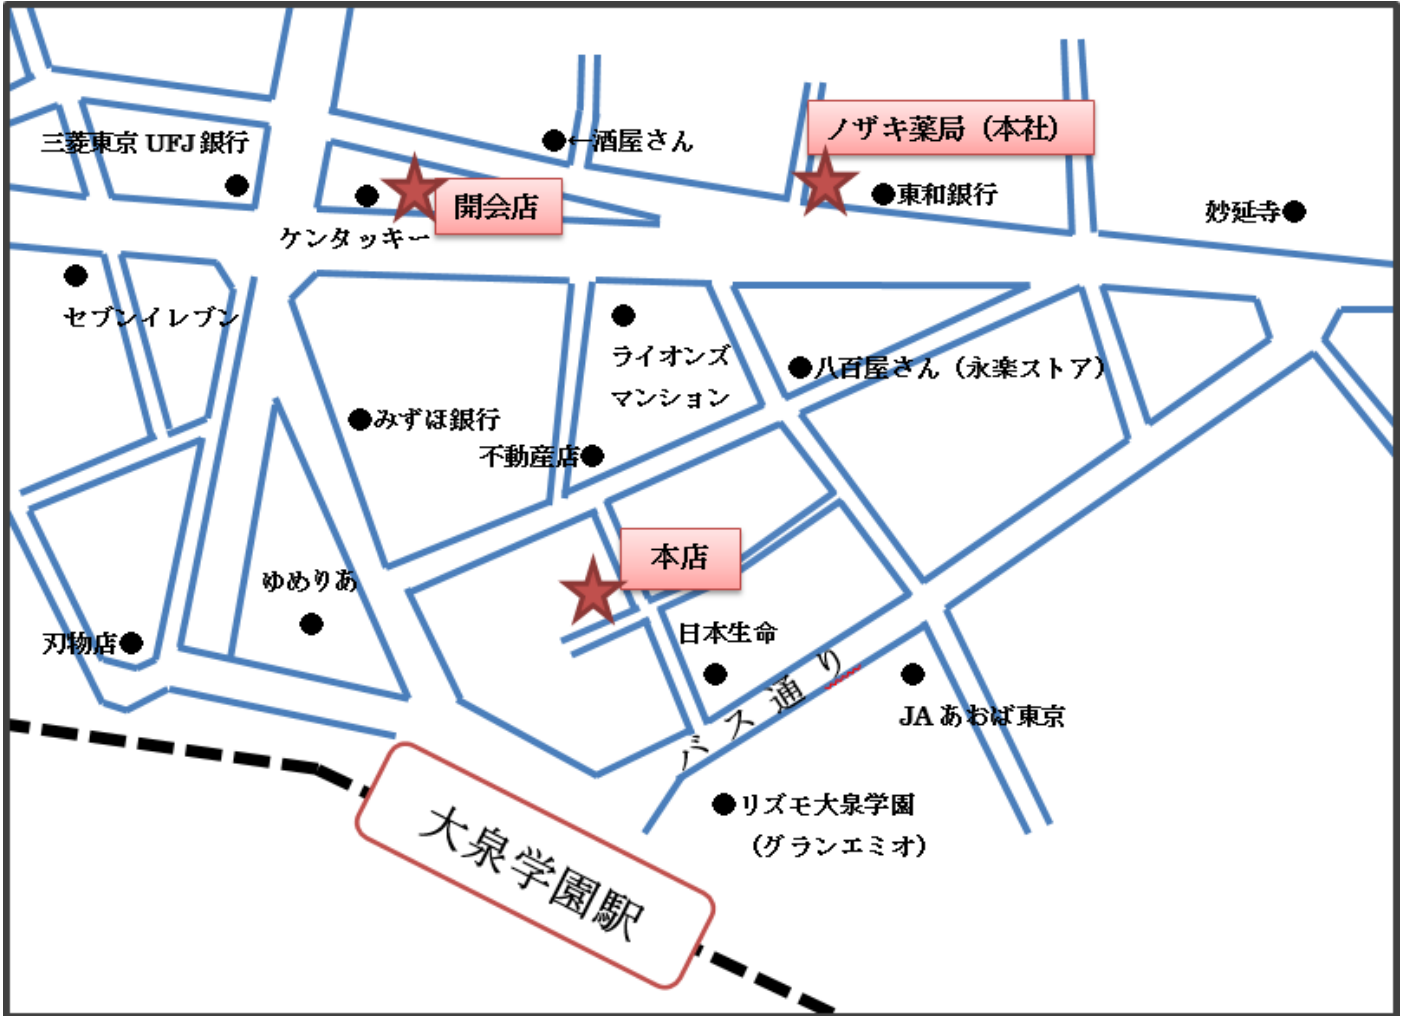 ノザキ薬局（本社）
三菱東京 UFJ 銀行
←酒屋さん
開会店
東和銀行
妙延寺
ケンタッキー
セブンイレブン
ライオンズ
マンション
八百屋さん（永楽ストア）
みずほ銀行
不動産店
本店
ゆめりあ
刃物店
日本生命
バス通り
JA あおば東京
リズモ大泉学園
（グランエミオ）
大泉学園駅